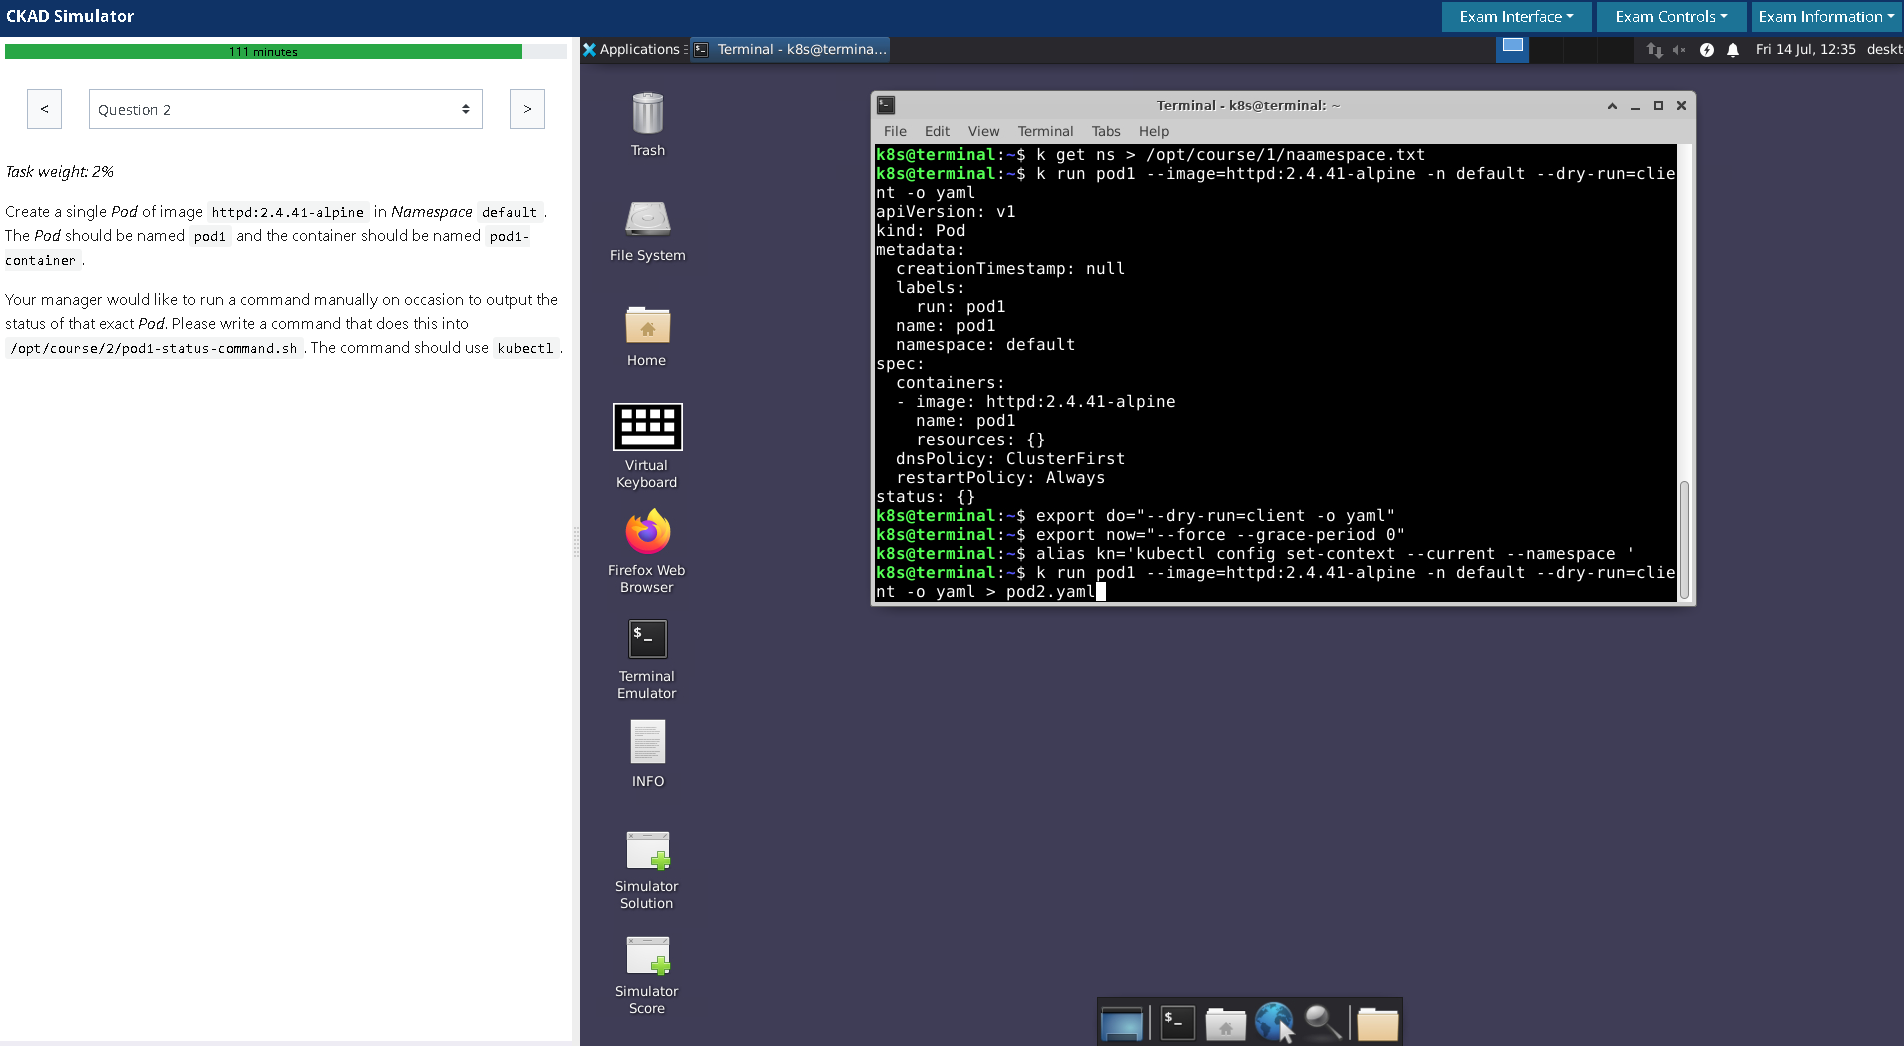 CKAD Simulator
Exam Interface
Exam Controls
Exam Information
111 minutes
<
Question 2
>
Task weight: 2%
Create a single Pod of image httpd:2.4.41-alpine in Namespace default .
The Pod should be named pod1 and the container should be named pod1-
container .
Your manager would like to run a command manually on occasion to output the
status of that exact Pod. Please write a command that does this into
/opt/course/2/pod1-status-command.sh . The command should use kubectl .
Applications
Terminal - k8s@termina...
Fri 14 Jul, 12:35
deskt
Trash
File System
Home
Virtual
Keyboard
Firefox Web
Browser
Terminal
Emulator
INFO
Simulator
Solution
Simulator
Score
Terminal - k8s@terminal: ~
File Edit View Terminal Tabs Help
k8s@terminal:~$ k get ns > /opt/course/1/naamespace.txt
k8s@terminal:~$ k run pod1 --image=httpd:2.4.41-alpine -n default --dry-run=clie
nt -o yaml
apiVersion: v1
kind: Pod
metadata:
  creationTimestamp: null
  labels:
    run: pod1
  name: pod1
  namespace: default
spec:
  containers:
  - image: httpd:2.4.41-alpine
    name: pod1
    resources: {}
  dnsPolicy: ClusterFirst
  restartPolicy: Always
status: {}
k8s@terminal:~$ export do="--dry-run=client -o yaml"
k8s@terminal:~$ export now="--force --grace-period 0"
k8s@terminal:~$ alias kn='kubectl config set-context --current --namespace '
k8s@terminal:~$ k run pod1 --image=httpd:2.4.41-alpine -n default --dry-run=clie
nt -o yaml > pod2.yaml